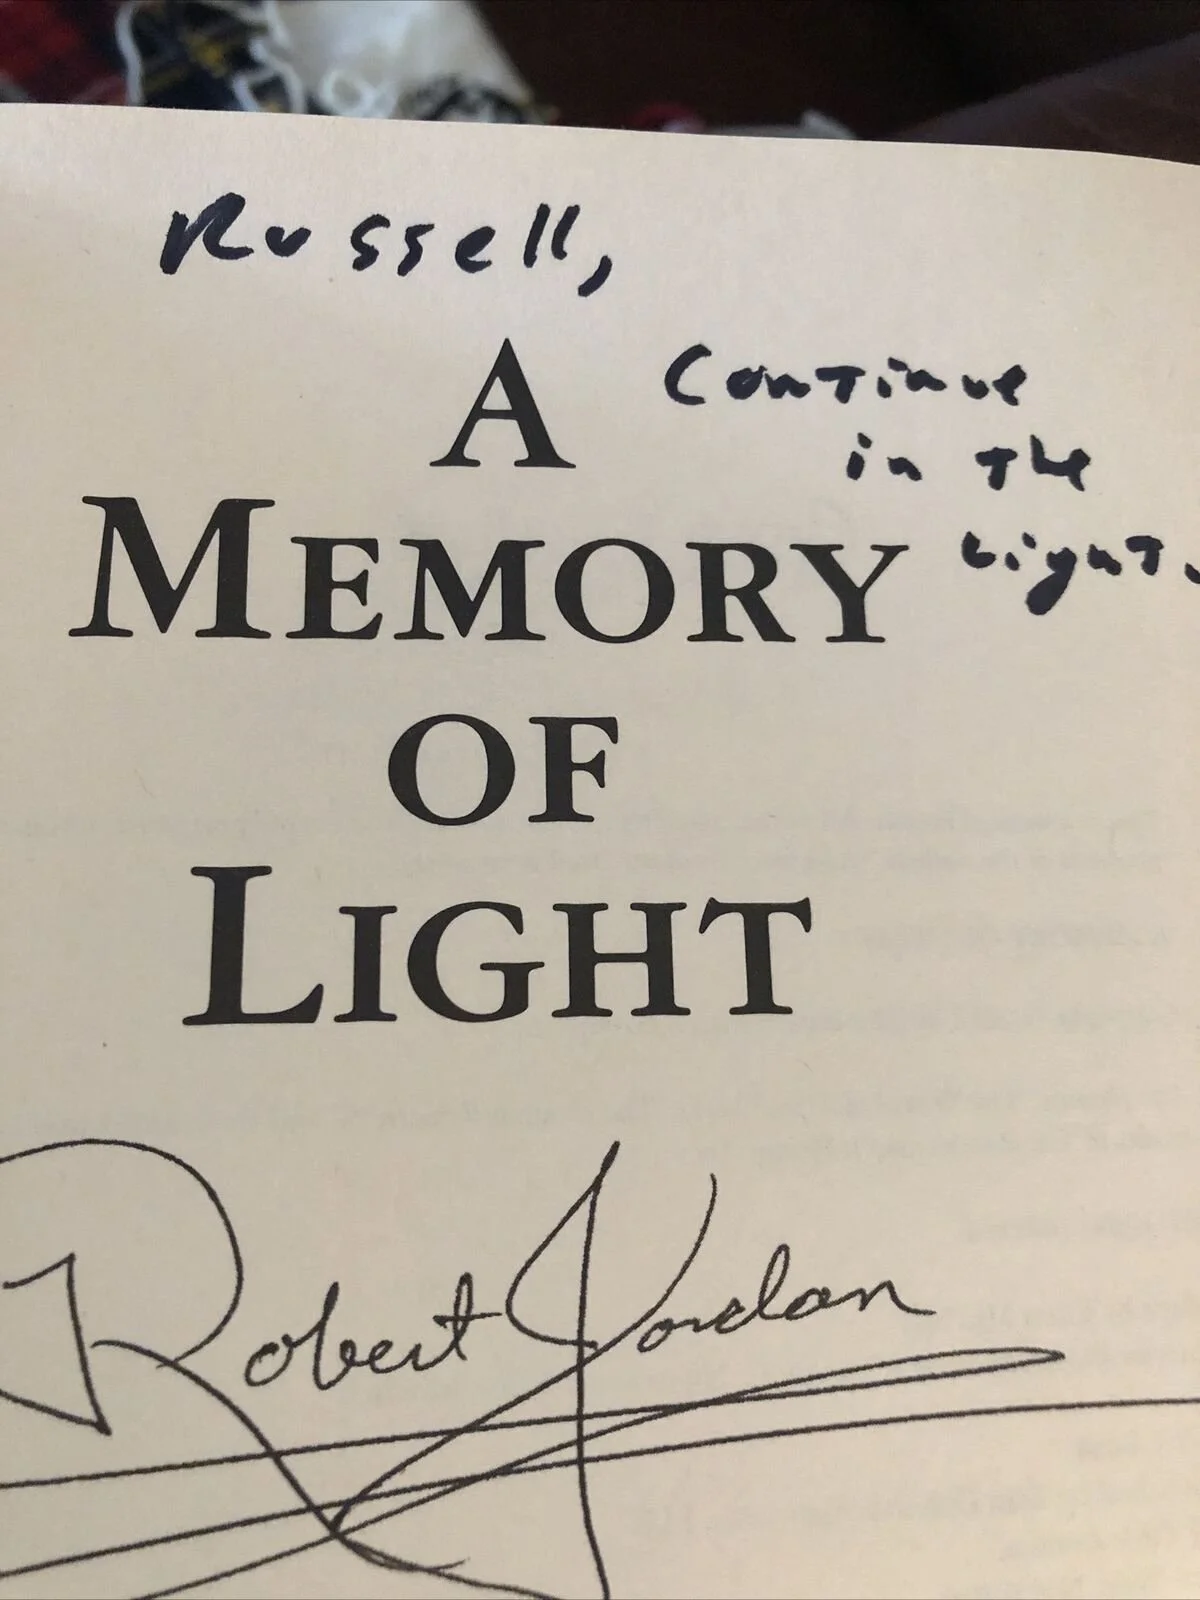 Russell,
A
Continue
in the
MEMORY
Light.
OF
LIGHT
Robert Jordan